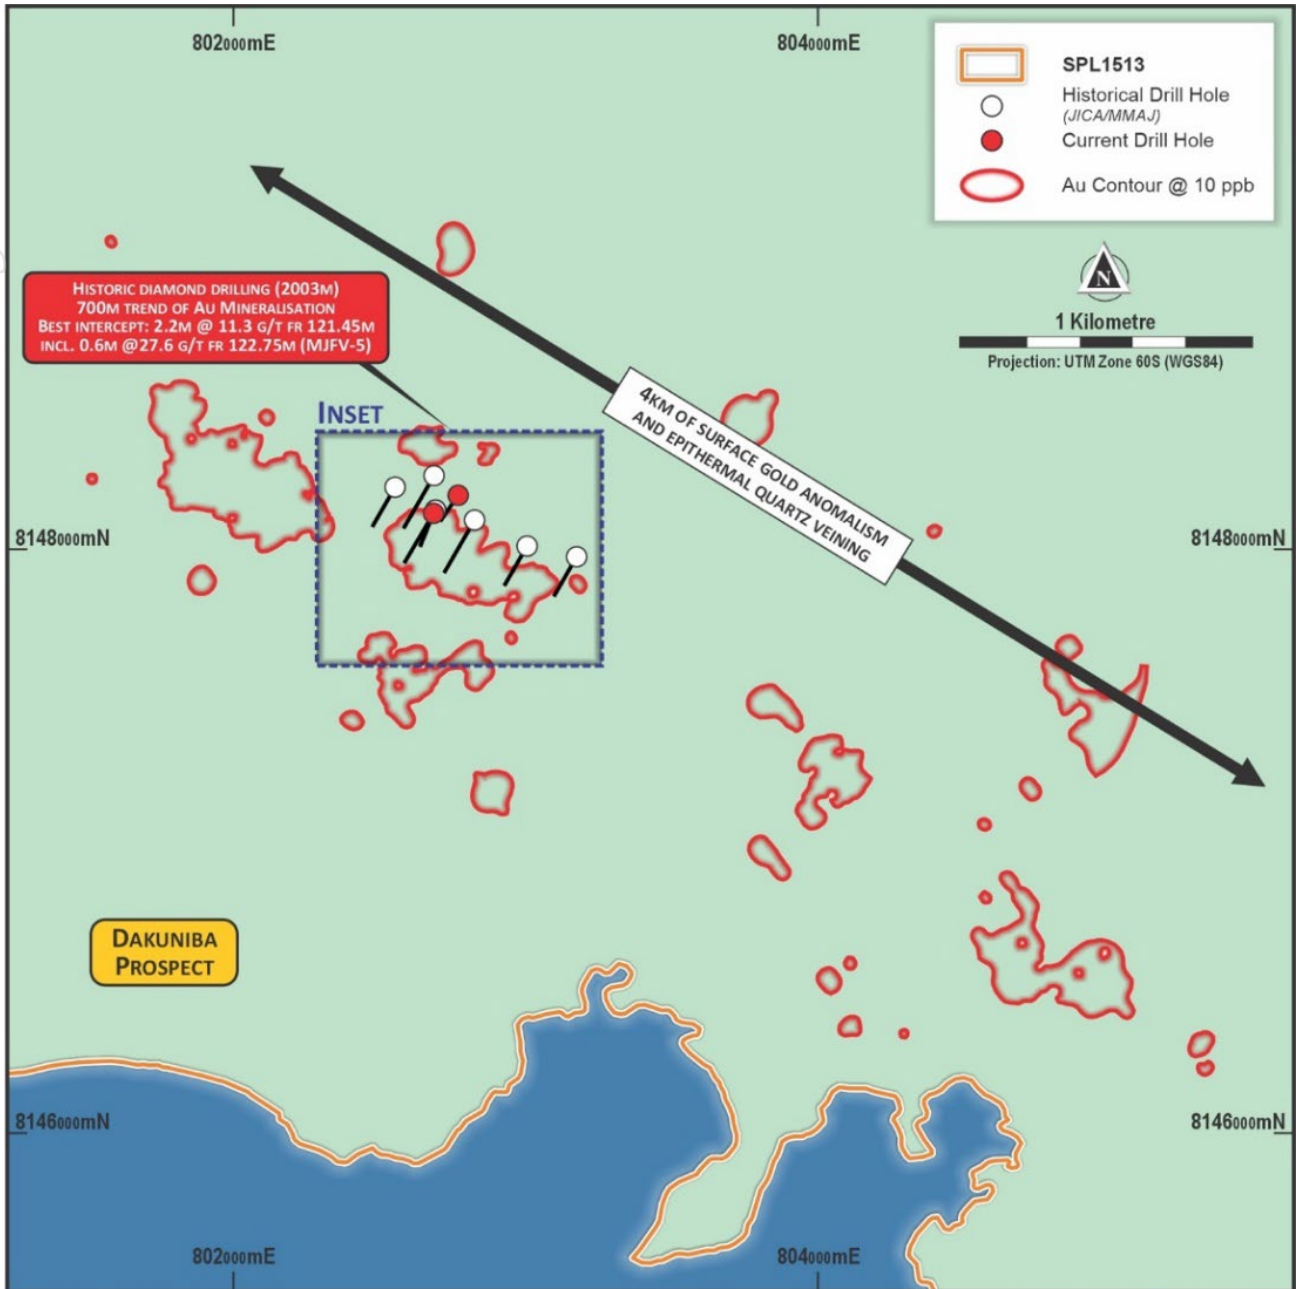 802000mE
804000mE
SPL1513
Historical Drill Hole
(JICA/MMAJ)
Current Drill Hole
Au Contour @ 10 ppb
N
1 Kilometre
Projection: UTM Zone 60S (WGS84)
HISTORIC DIAMOND DRILLING (2003M)
700M TREND OF AU MINERALISATION
BEST INTERCEPT: 2.2M @ 11.3 G/T FR 121.45M
INCL. 0.6M @27.6 G/T FR 122.75M (MJFV-5)
INSET
4KM OF SURFACE GOLD ANOMALISM
AND EPITHERMAL QUARTZ VEINING
8148000mN
8148000mN
DAKUNIBA
PROSPECT
8146000mN
8146000mN
802000mE
804000mE